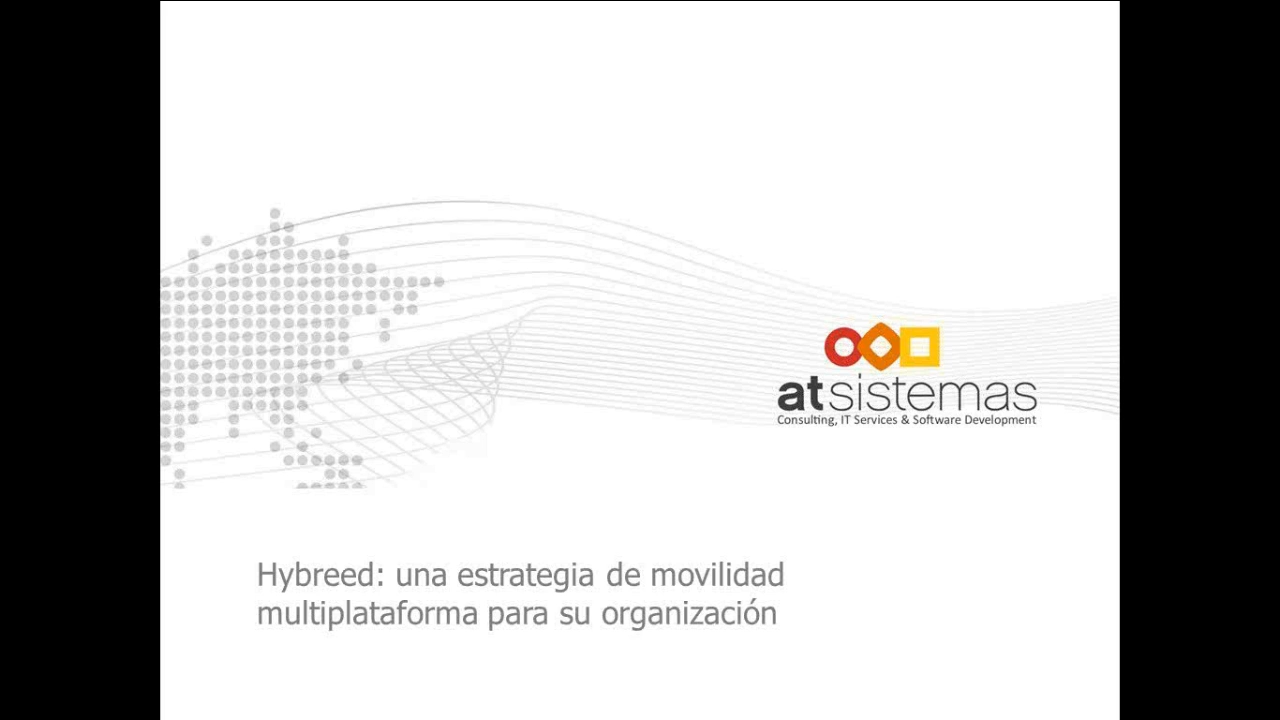 atsistemas
Consulting, IT Services & Software Development
Hybreed: una estrategia de movilidad
multiplataforma para su organización